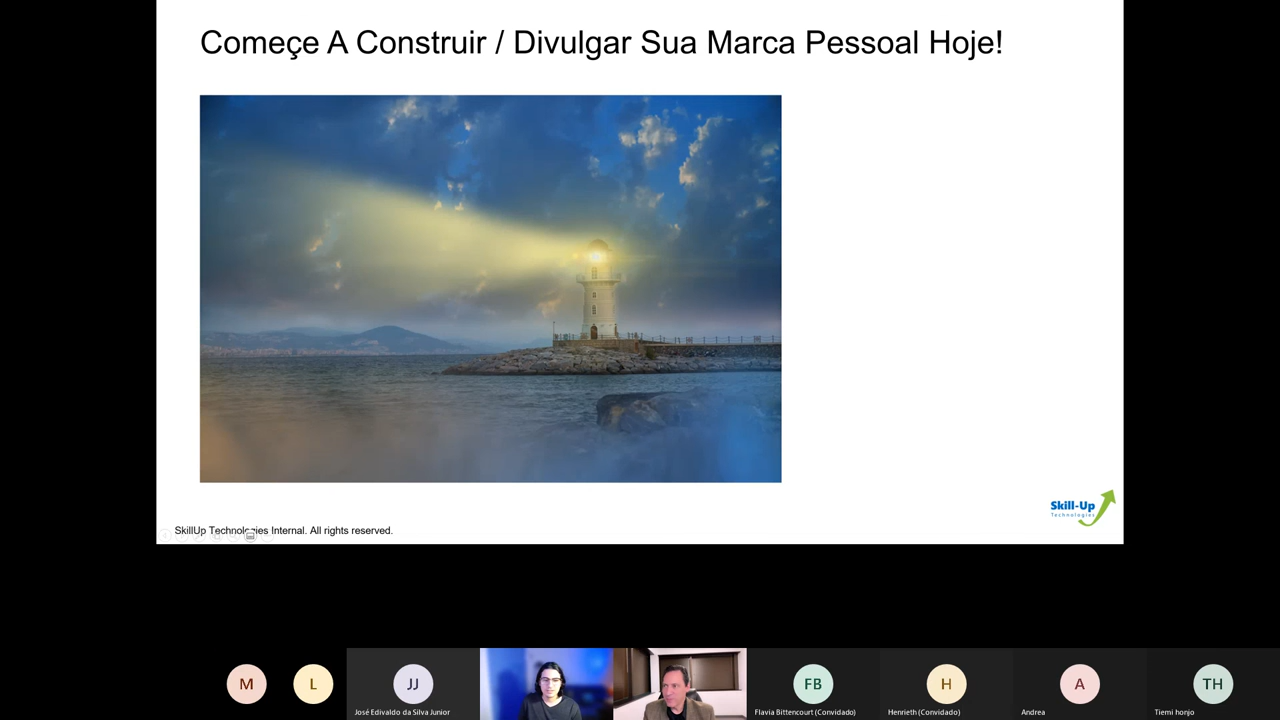 Começe A Construir / Divulgar Sua Marca Pessoal Hoje!
Skill-Up
Technologies
SkillUp Technologies Internal. All rights reserved.
M
L
JJ
FB
H
A
TH
José Edivaldo da Silva Junior
Flavia Bittencourt (Convidado)
Henrieth (Convidado)
Andrea
Tiemi honjo